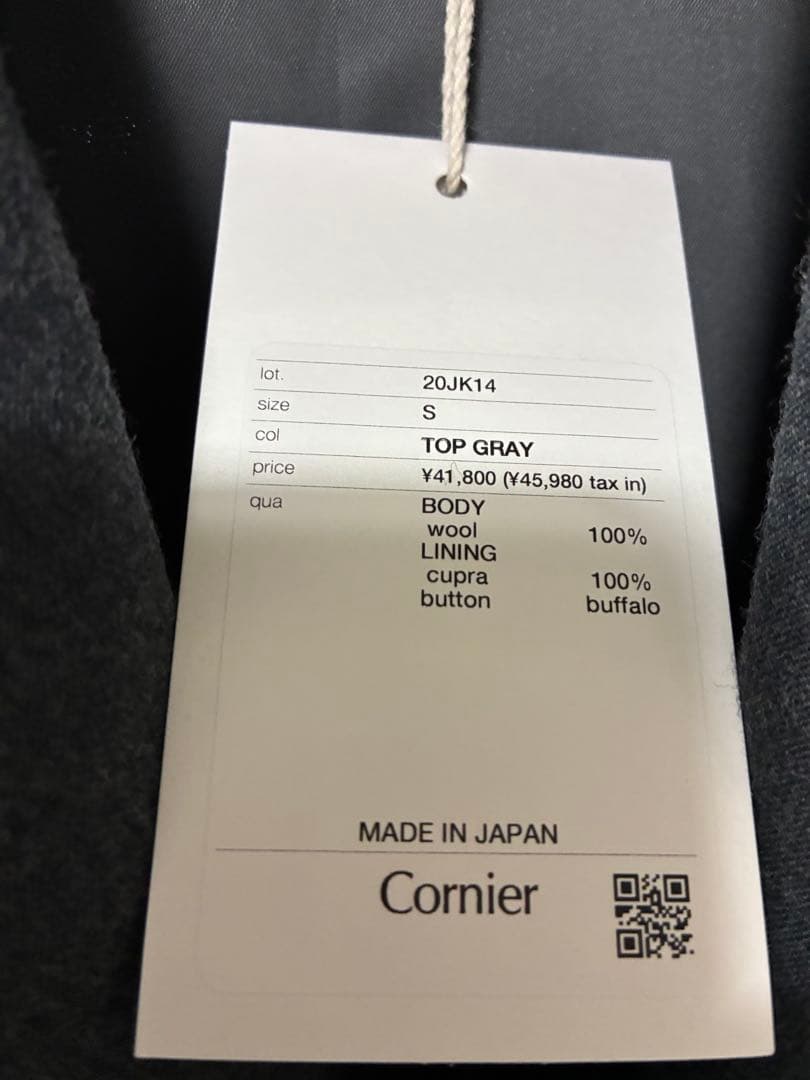 lot. 20JK14
size S
col TOP GRAY
price ¥41,800 (¥45,980 tax in)
qua BODY
wool 100%
LINING
cupra 100%
button buffalo
MADE IN JAPAN
Cornier